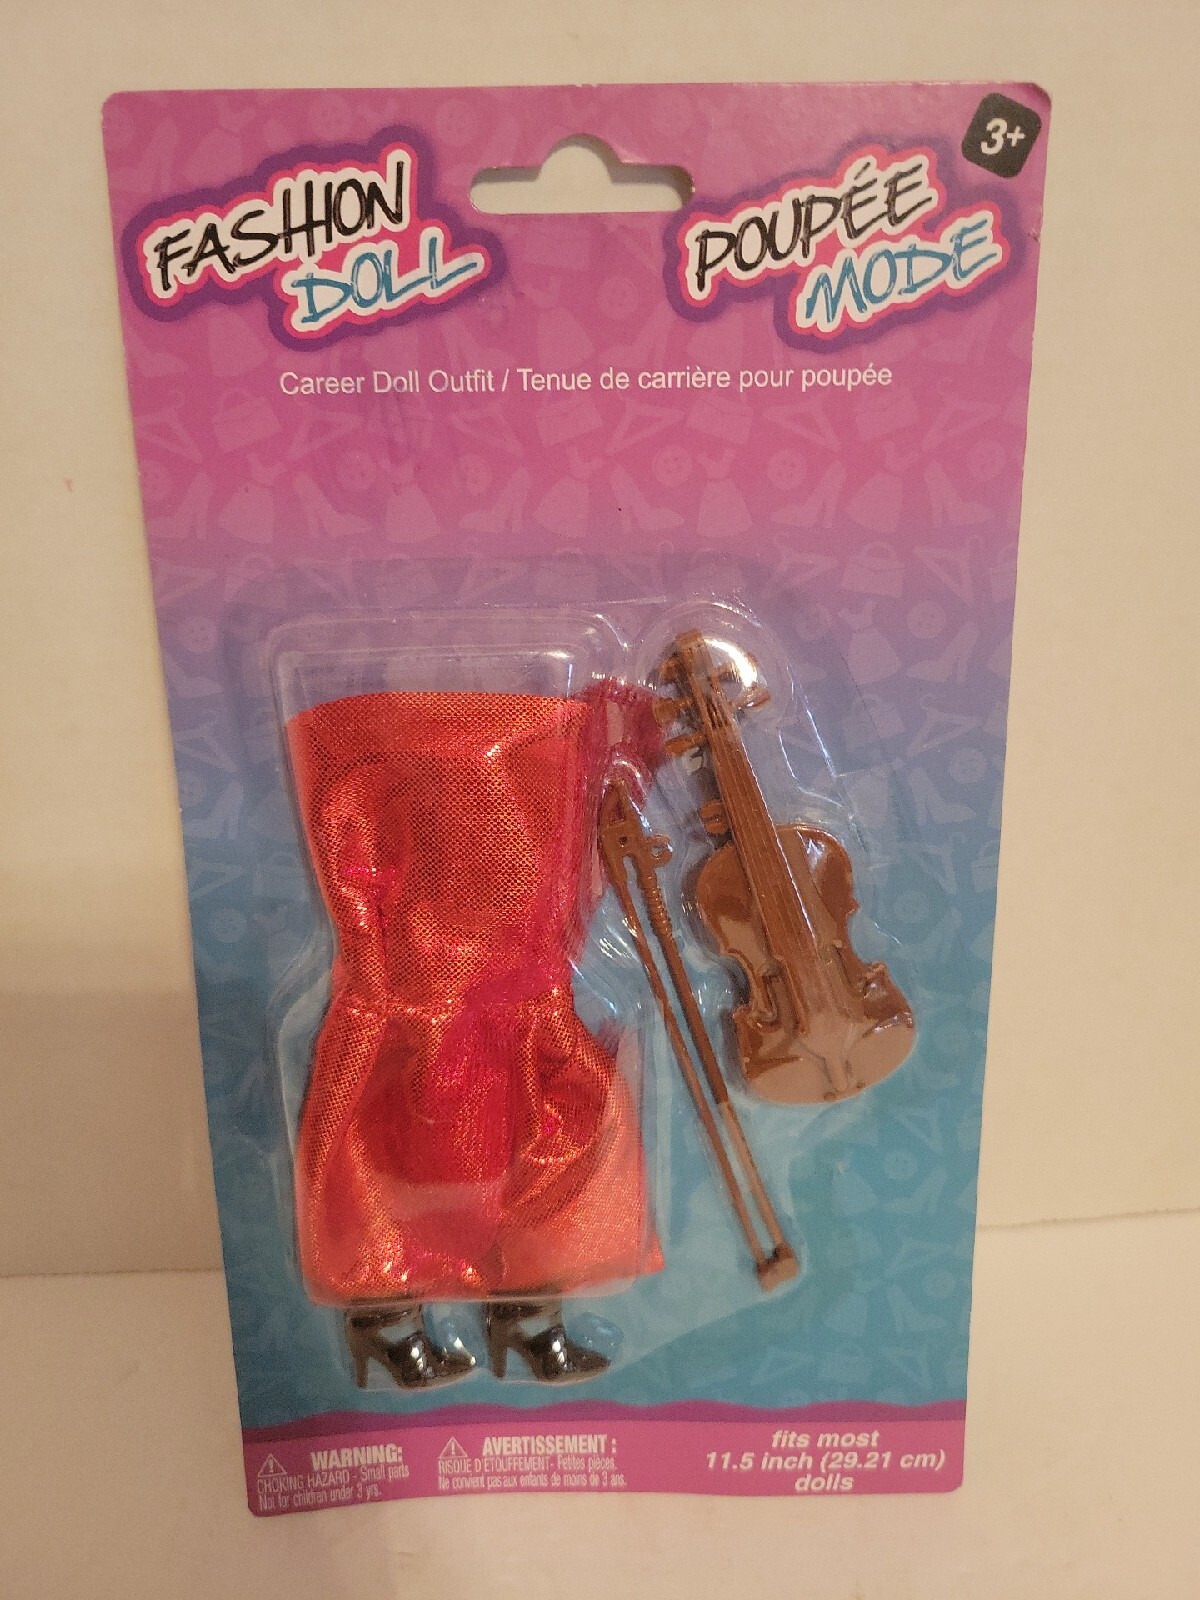 3+
FASHION
DOLL
POUPÉE
MODE
Career Doll Outfit / Tenue de carrière pour poupée
WARNING:
CHOKING HAZARD - Small parts
Not for children under 3 yrs.
AVERTISSEMENT :
RISQUE D'ÉTOUFFEMENT- Petites pièces.
Ne convient pas aux enfants de moins de 3 ans.
fits most
11.5 inch (29.21 cm)
dolls